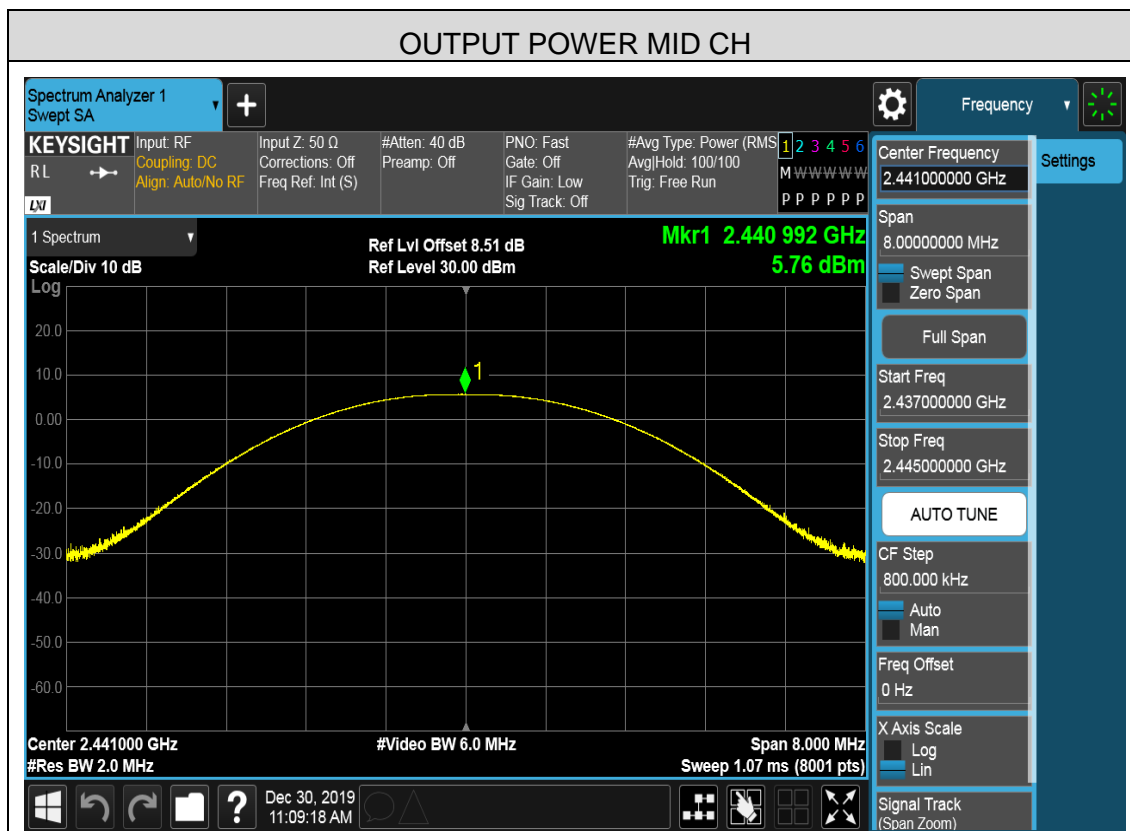 OUTPUT POWER MID CH
Spectrum Analyzer 1
Swept SA
Frequency
KEYSIGHT
RL
LXI
Input: RF
Coupling: DC
Align: Auto/No RF
Input Z: 50 Ω
Corrections: Off
Freq Ref: Int (S)
#Atten: 40 dB
Preamp: Off
PNO: Fast
Gate: Off
IF Gain: Low
Sig Track: Off
#Avg Type: Power (RMS
Avg|Hold: 100/100
Trig: Free Run
1 2 3 4 5 6
M W W W W W
P P P P P P
Center Frequency
2.441000000 GHz
Settings
Span
8.00000000 MHz
Swept Span
Zero Span
Full Span
Start Freq
2.437000000 GHz
Stop Freq
2.445000000 GHz
AUTO TUNE
CF Step
800.000 kHz
Auto
Man
Freq Offset
0 Hz
X Axis Scale
Log
Lin
Signal Track
(Span Zoom)
1 Spectrum
Scale/Div 10 dB
Log
Ref Lvl Offset 8.51 dB
Ref Level 30.00 dBm
Mkr1 2.440 992 GHz
5.76 dBm
1
20.0
10.0
0.00
-10.0
-20.0
-30.0
-40.0
-50.0
-60.0
Center 2.441000 GHz
#Res BW 2.0 MHz
#Video BW 6.0 MHz
Span 8.000 MHz
Sweep 1.07 ms (8001 pts)
?
Dec 30, 2019
11:09:18 AM